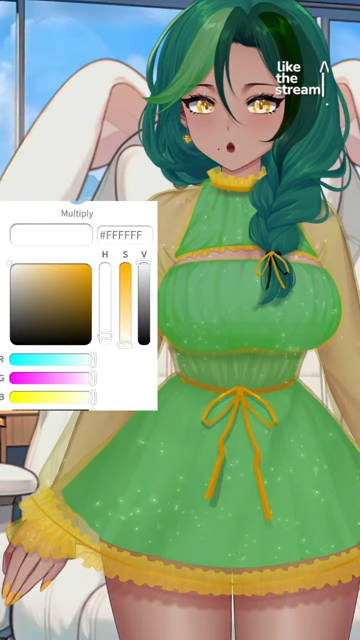 like
the
stream
Multiply
#FFFFFF
H S V
R
G
B